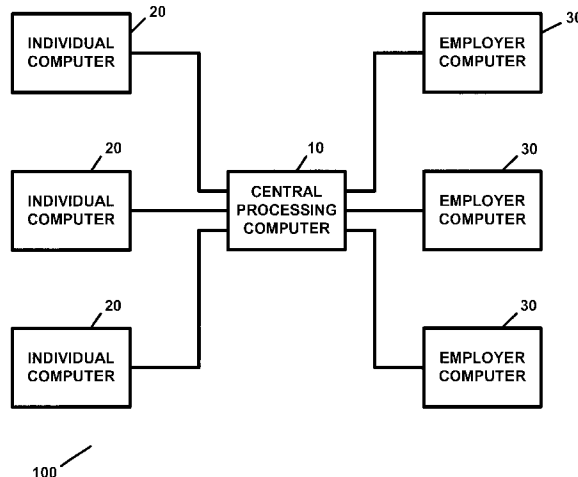 20
INDIVIDUAL
COMPUTER
30
EMPLOYER
COMPUTER
20
INDIVIDUAL
COMPUTER
10
CENTRAL
PROCESSING
COMPUTER
30
EMPLOYER
COMPUTER
20
INDIVIDUAL
COMPUTER
30
EMPLOYER
COMPUTER
100